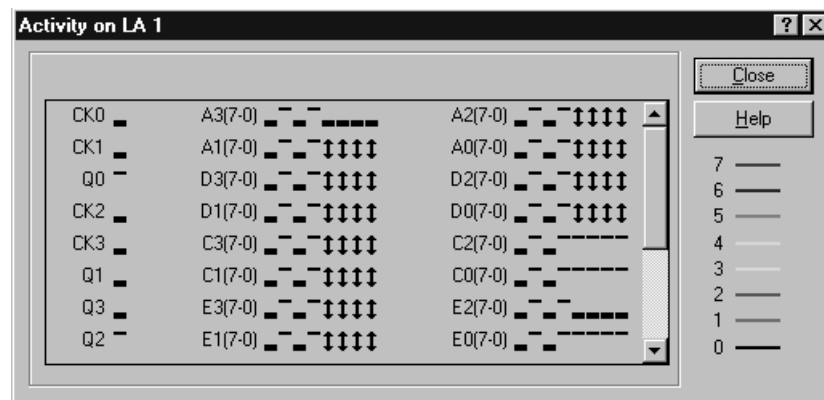 Activity on LA 1
? X
CK0 A3(7-0) A2(7-0)
CK1 A1(7-0) A0(7-0)
Q0 D3(7-0) D2(7-0)
CK2 D1(7-0) D0(7-0)
CK3 C3(7-0) C2(7-0)
Q1 C1(7-0) C0(7-0)
Q3 E3(7-0) E2(7-0)
Q2 E1(7-0) E0(7-0)
Close
Help
7
6
5
4
3
2
1
0